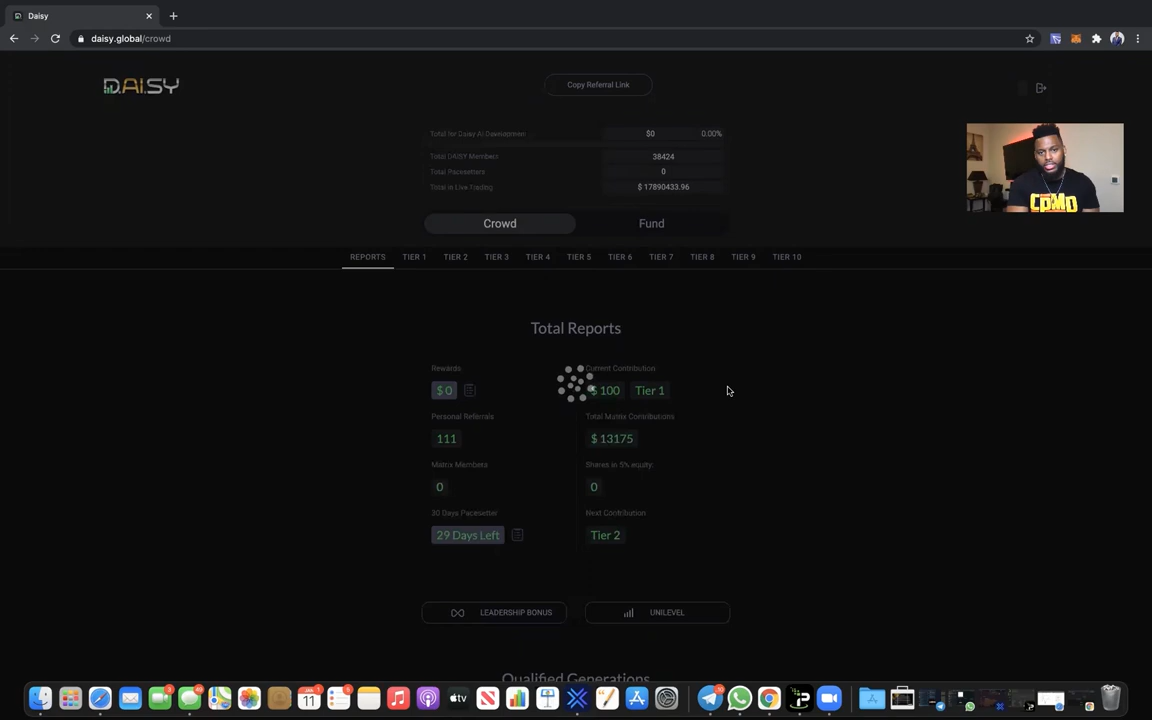 Daisy
daisy.global/crowd
D.AI.SY
Copy Referral Link
Total for Daisy AI Development $0 0.00%
Total DAISY Members 38424
Total Pacesetters 0
Total in Live Trading $ 17890433.96
Crowd Fund
REPORTS TIER 1 TIER 2 TIER 3 TIER 4 TIER 5 TIER 6 TIER 7 TIER 8 TIER 9 TIER 10
Total Reports
Rewards Current Contribution
$ 0 $ 100 Tier 1
Personal Referrals Total Matrix Contributions
111 $ 13175
Matrix Members Shares in 5% equity:
0 0
30 Days Pacesetter Next Contribution
29 Days Left Tier 2
LEADERSHIP BONUS UNILEVEL
Qualified Generations